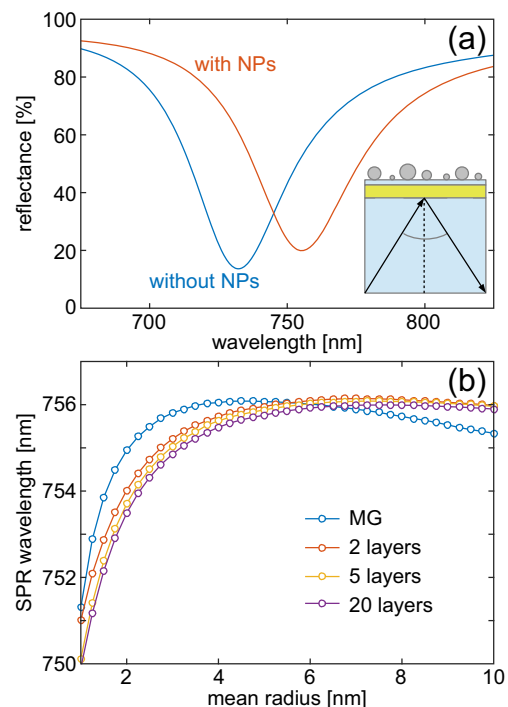 (a)
with NPs
without NPs
reflectance [%]
100
80
60
40
20
0
700
750
800
wavelength [nm]
(b)
SPR wavelength [nm]
756
754
752
750
MG
2 layers
5 layers
20 layers
2
4
6
8
10
mean radius [nm]